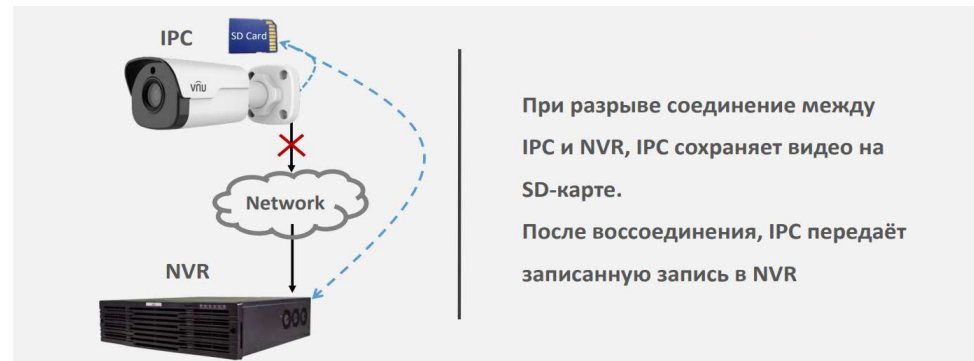 IPC
SD Card
vnu
Network
NVR
При разрыве соединение между
IPC и NVR, IPC сохраняет видео на
SD-карте.
После воссоединения, IPC передаёт
записанную запись в NVR